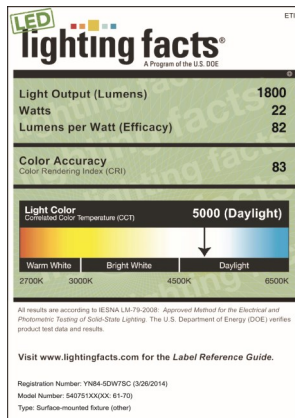 LED
ETI
lighting facts®
A Program of the U.S. DOE
Light Output (Lumens) 1800
Watts 22
Lumens per Watt (Efficacy) 82
Color Accuracy
Color Rendering Index (CRI) 83
Light Color
Correlated Color Temperature (CCT) 5000 (Daylight)
Warm White Bright White Daylight
2700K 3000K 4500K 6500K
All results are according to IESNA LM-79-2008: Approved Method for the Electrical and
Photometric Testing of Solid-State Lighting. The U.S. Department of Energy (DOE) verifies
product test data and results.
Visit www.lightingfacts.com for the Label Reference Guide.
Registration Number: YN84-5DW7SC (3/26/2014)
Model Number: 540751XX(XX: 61-70)
Type: Surface-mounted fixture (other)